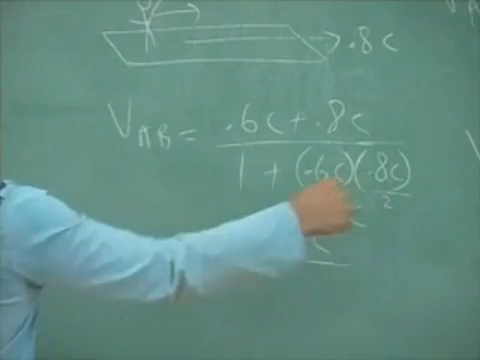 .8c
V_AB = .6c + .8c
1 + (.6c)(.8c)
2